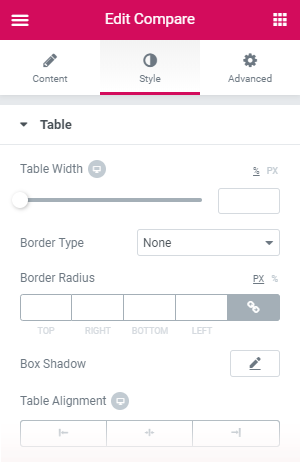 Edit Compare
Content Style Advanced
Table
Table Width % PX
Border Type None
Border Radius PX %
TOP RIGHT BOTTOM LEFT
Box Shadow
Table Alignment